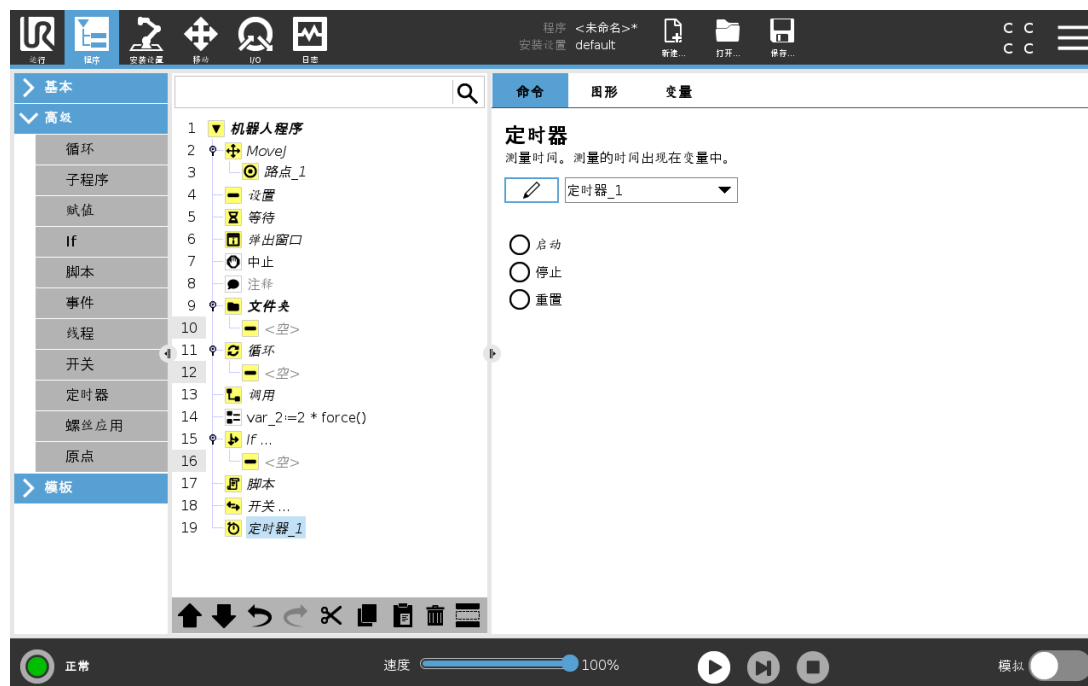 程序 <未命名>*
安装设置 default
运行
程序
安装设置
移动
I/O
日志
新建...
打开...
保存...
C C
C C
基本
高级
循环
子程序
赋值
If
脚本
事件
线程
开关
定时器
螺丝应用
原点
模板
1 机器人程序
2 MoveJ
3 路点_1
4 设置
5 等待
6 弹出窗口
7 中止
8 注释
9 文件夹
10 <空>
11 循环
12 <空>
13 调用
14 var_2:=2 * force()
15 If ...
16 <空>
17 脚本
18 开关 ...
19 定时器_1
命令 图形 变量
定时器
测量时间。测量的时间出现在变量中。
定时器_1
启动
停止
重置
正常
速度 100%
模拟